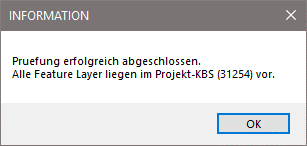 INFORMATION
Pruefung erfolgreich abgeschlossen.
Alle Feature Layer liegen im Projekt-KBS (31254) vor.
OK